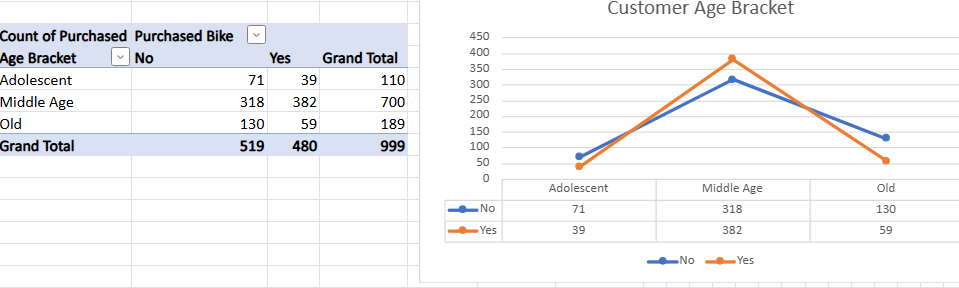 Count of Purchased Purchased Bike
Age Bracket No Yes Grand Total
Adolescent 71 39 110
Middle Age 318 382 700
Old 130 59 189
Grand Total 519 480 999
Customer Age Bracket
450
400
350
300
250
200
150
100
50
0
Adolescent Middle Age Old
No 71 318 130
Yes 39 382 59
No Yes